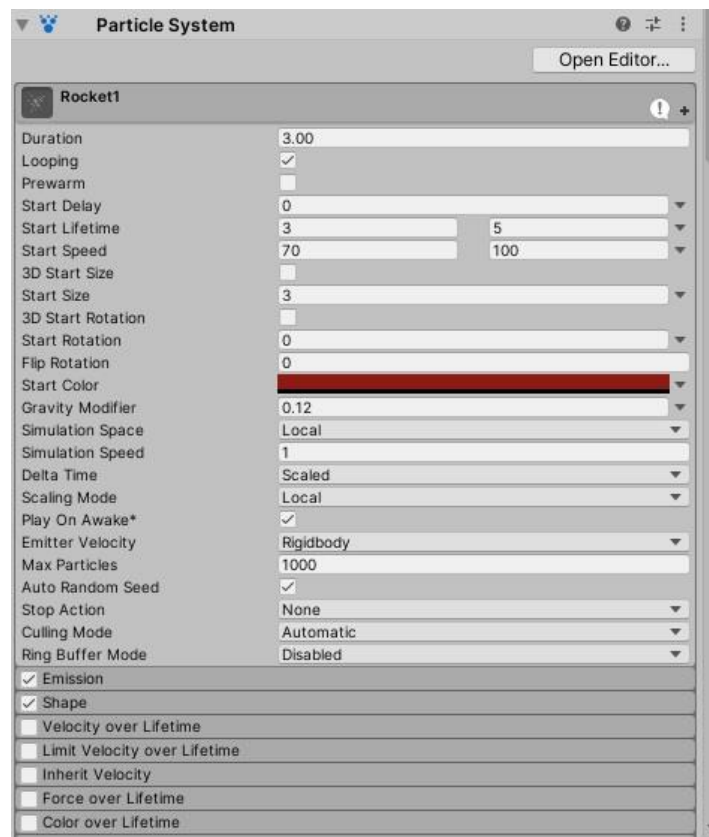 Particle System
Open Editor...
Rocket1
Duration 3.00
Looping
Prewarm
Start Delay 0
Start Lifetime 3 5
Start Speed 70 100
3D Start Size
Start Size 3
3D Start Rotation
Start Rotation 0
Flip Rotation 0
Start Color
Gravity Modifier 0.12
Simulation Space Local
Simulation Speed 1
Delta Time Scaled
Scaling Mode Local
Play On Awake*
Emitter Velocity Rigidbody
Max Particles 1000
Auto Random Seed
Stop Action None
Culling Mode Automatic
Ring Buffer Mode Disabled
Emission
Shape
Velocity over Lifetime
Limit Velocity over Lifetime
Inherit Velocity
Force over Lifetime
Color over Lifetime